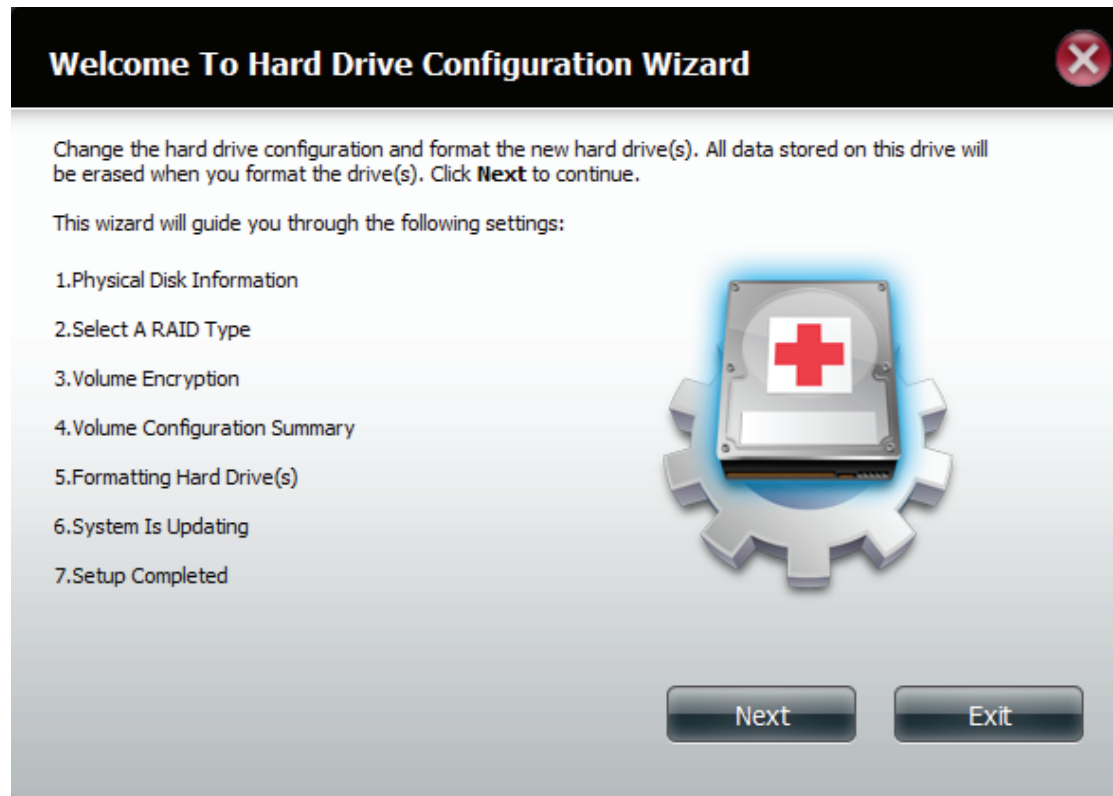 Welcome To Hard Drive Configuration Wizard
Change the hard drive configuration and format the new hard drive(s). All data stored on this drive will
be erased when you format the drive(s). Click Next to continue.
This wizard will guide you through the following settings:
1.Physical Disk Information
2.Select A RAID Type
3.Volume Encryption
4.Volume Configuration Summary
5.Formatting Hard Drive(s)
6.System Is Updating
7.Setup Completed
Next
Exit